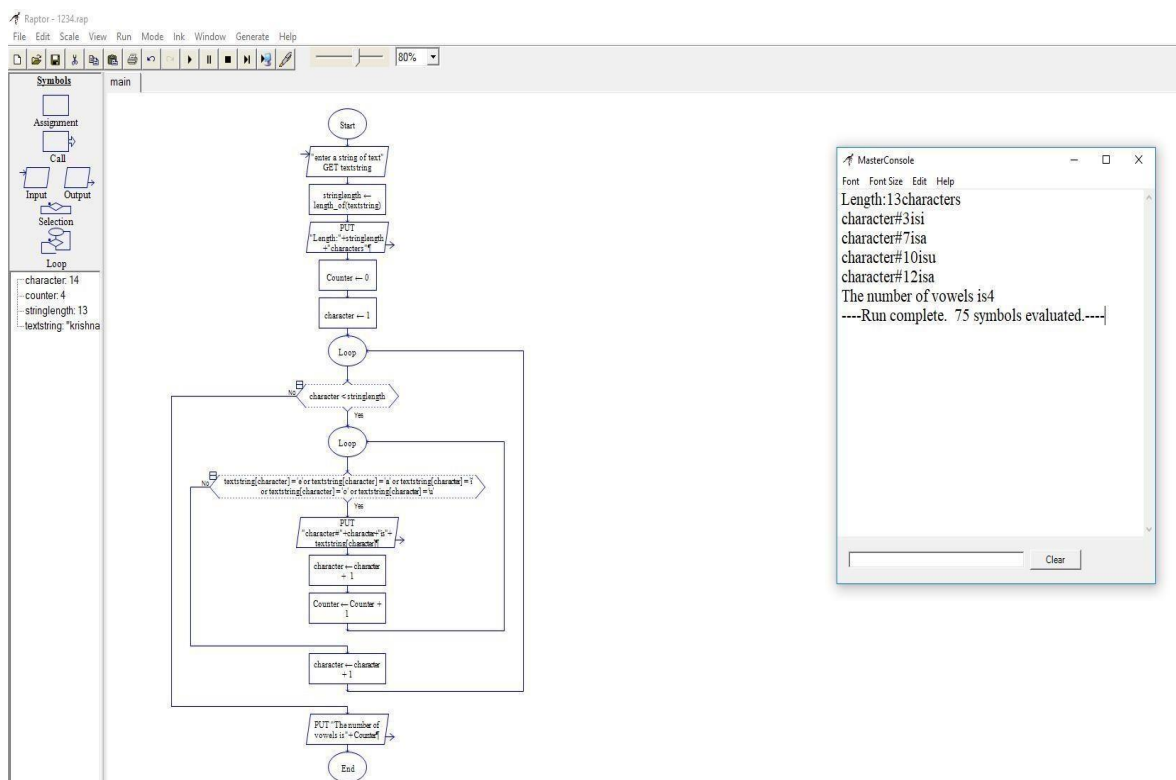 Raptor - 1234.rap
File Edit Scale View Run Mode Ink Window Generate Help
80%
Symbols
Assignment
Call
Input Output
Selection
Loop
character: 14
counter: 4
stringlength: 13
textstring: "krishna
main
Start
"enter a string of text"
GET textstring
stringlength ←
length_of(textstring)
PUT
"Length:"+stringlength
+"characters"¶
Counter ← 0
character ← 1
Loop
No
character < stringlength
Yes
Loop
No
textstring[character] = 'e' or textstring[character] = 'a' or textstring[character] = 'i'
or textstring[character] = 'o' or textstring[character] = 'u'
Yes
PUT
"character#"+character+"is"+
textstring[character]¶
character ← character
+ 1
Counter ← Counter +
1
character ← character
+ 1
PUT "The number of
vowels is"+Counter¶
End
MasterConsole
Font Font Size Edit Help
Length:13characters
character#3isi
character#7isa
character#10isu
character#12isa
The number of vowels is4
----Run complete. 75 symbols evaluated.----
Clear